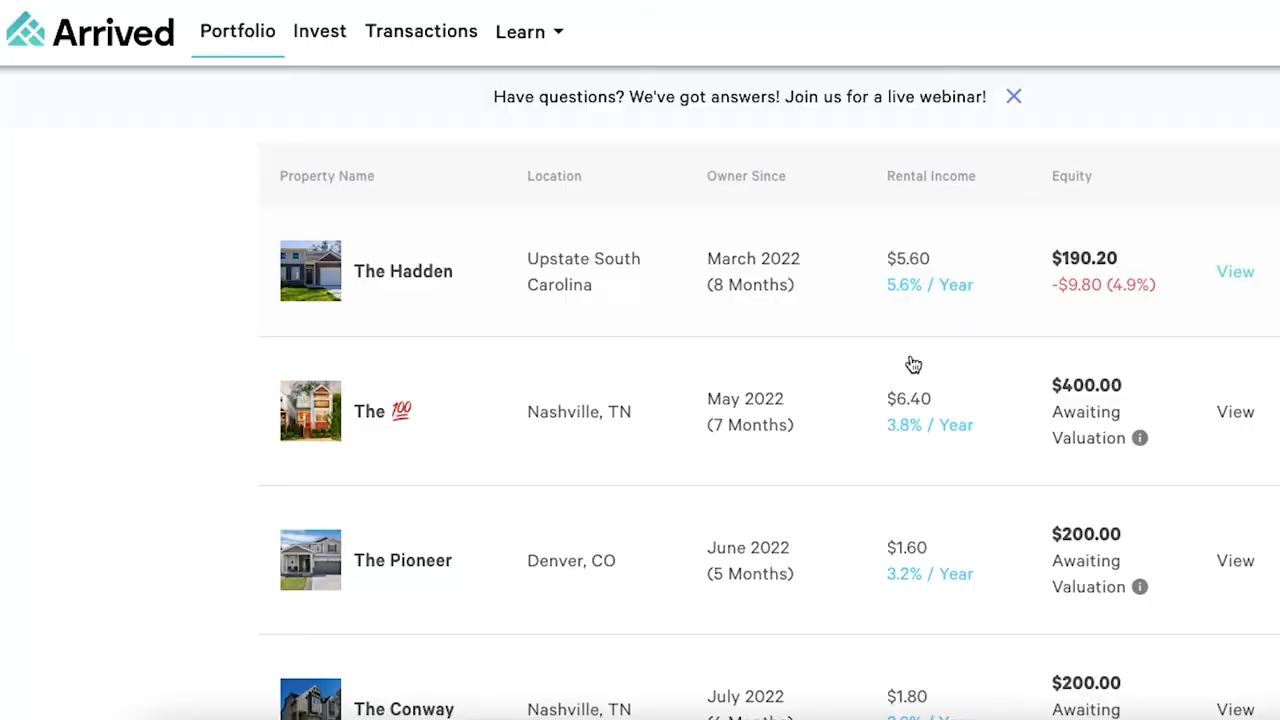 Arrived
Portfolio Invest Transactions Learn
Have questions? We've got answers! Join us for a live webinar!
Property Name Location Owner Since Rental Income Equity
The Hadden
Upstate South
Carolina
March 2022
(8 Months)
$5.60
5.6% / Year
$190.20
-$9.80 (4.9%)
View
The 💯
Nashville, TN
May 2022
(7 Months)
$6.40
3.8% / Year
$400.00
Awaiting
Valuation
View
The Pioneer
Denver, CO
June 2022
(5 Months)
$1.60
3.2% / Year
$200.00
Awaiting
Valuation
View
The Conway
Nashville, TN
July 2022
$1.80
$200.00
Awaiting
View